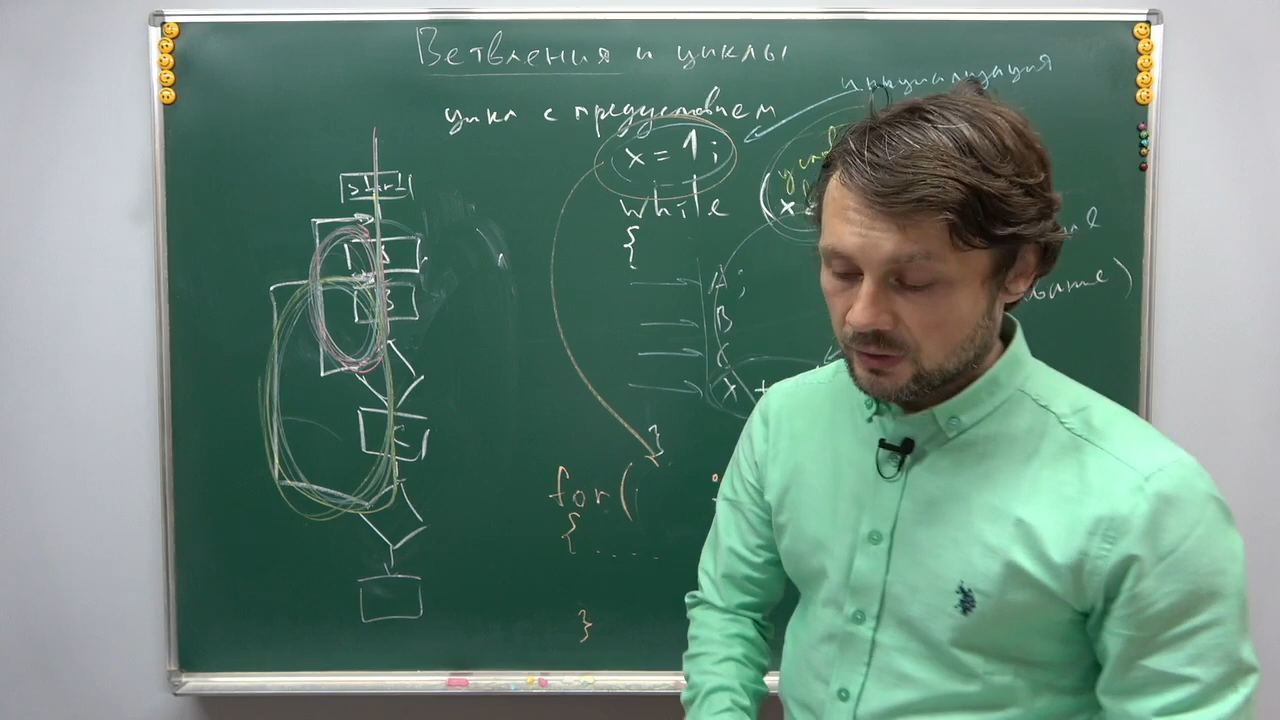 Ветвления и циклы
инициализация
цикл с предусловием
x = 1;
start
while
x
{
A;
B
B
C
C
x +
}
for (
{ .....
}